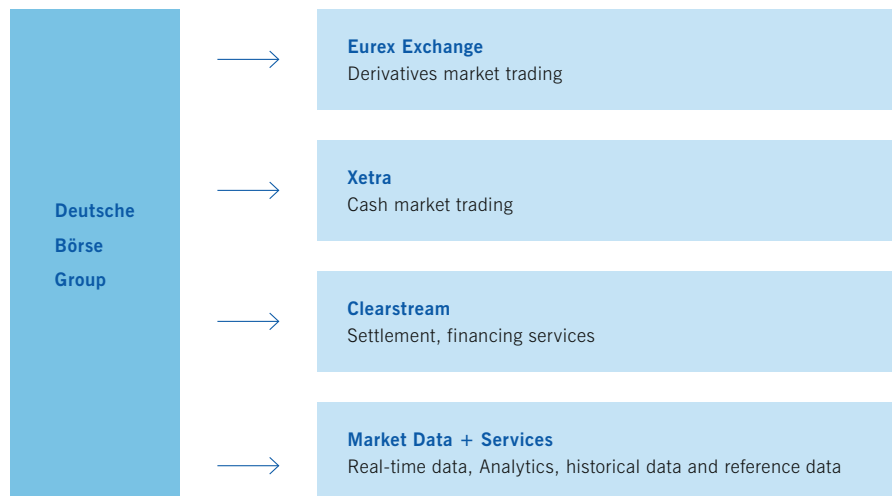 Deutsche
Börse
Group
Eurex Exchange
Derivatives market trading
Xetra
Cash market trading
Clearstream
Settlement, financing services
Market Data + Services
Real-time data, Analytics, historical data and reference data